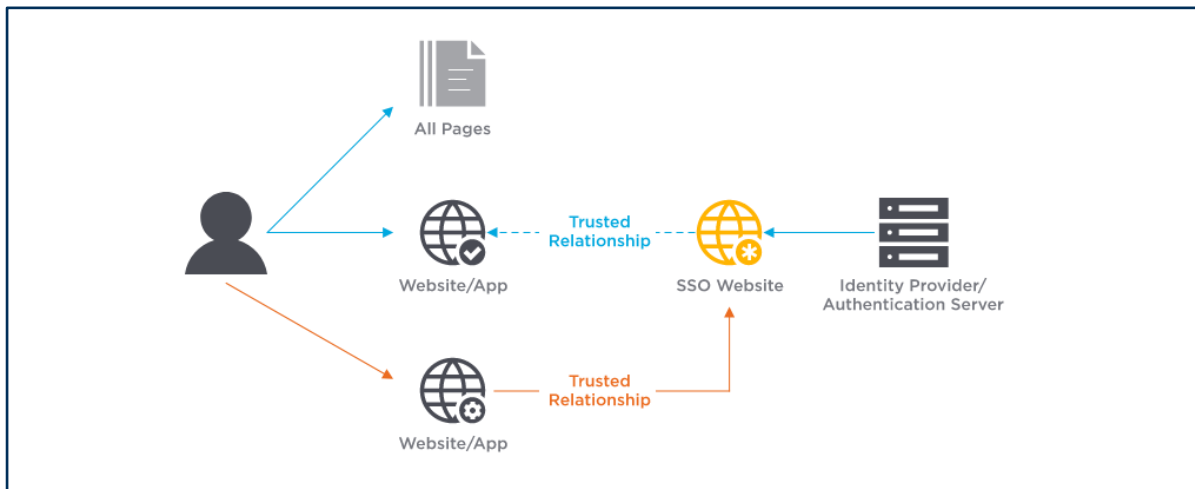 All Pages
Trusted
Relationship
Website/App
SSO Website
Identity Provider/
Authentication Server
Trusted
Relationship
Website/App